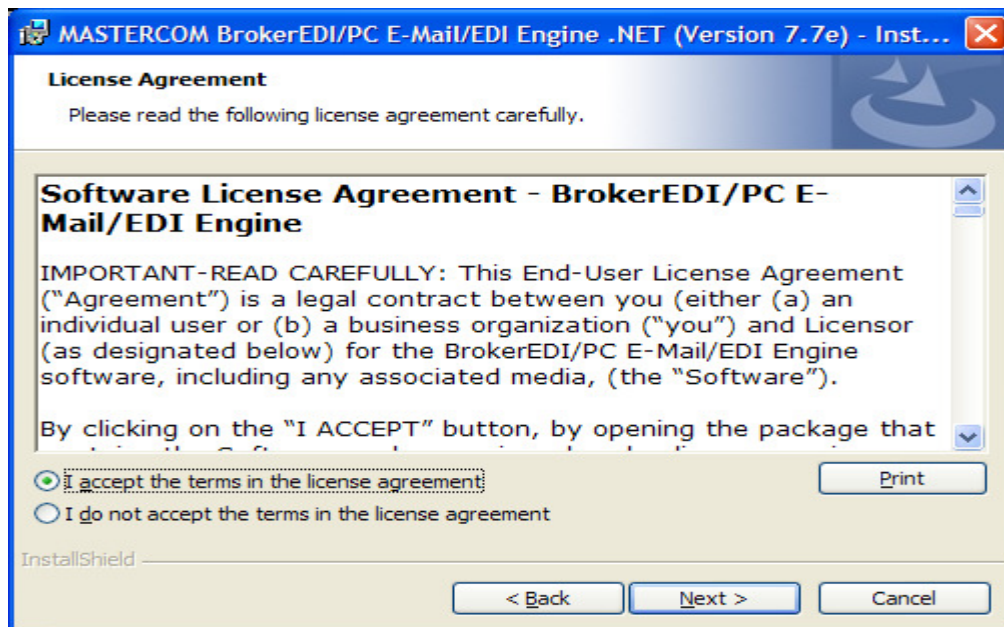 MASTERCOM BrokerEDI/PC E-Mail/EDI Engine .NET (Version 7.7e) - Inst...
License Agreement
Please read the following license agreement carefully.
Software License Agreement - BrokerEDI/PC E-
Mail/EDI Engine
IMPORTANT-READ CAREFULLY: This End-User License Agreement
(“Agreement”) is a legal contract between you (either (a) an
individual user or (b) a business organization (“you”) and Licensor
(as designated below) for the BrokerEDI/PC E-Mail/EDI Engine
software, including any associated media, (the “Software”).
By clicking on the “I ACCEPT” button, by opening the package that
I accept the terms in the license agreement
Print
I do not accept the terms in the license agreement
InstallShield
< Back
Next >
Cancel